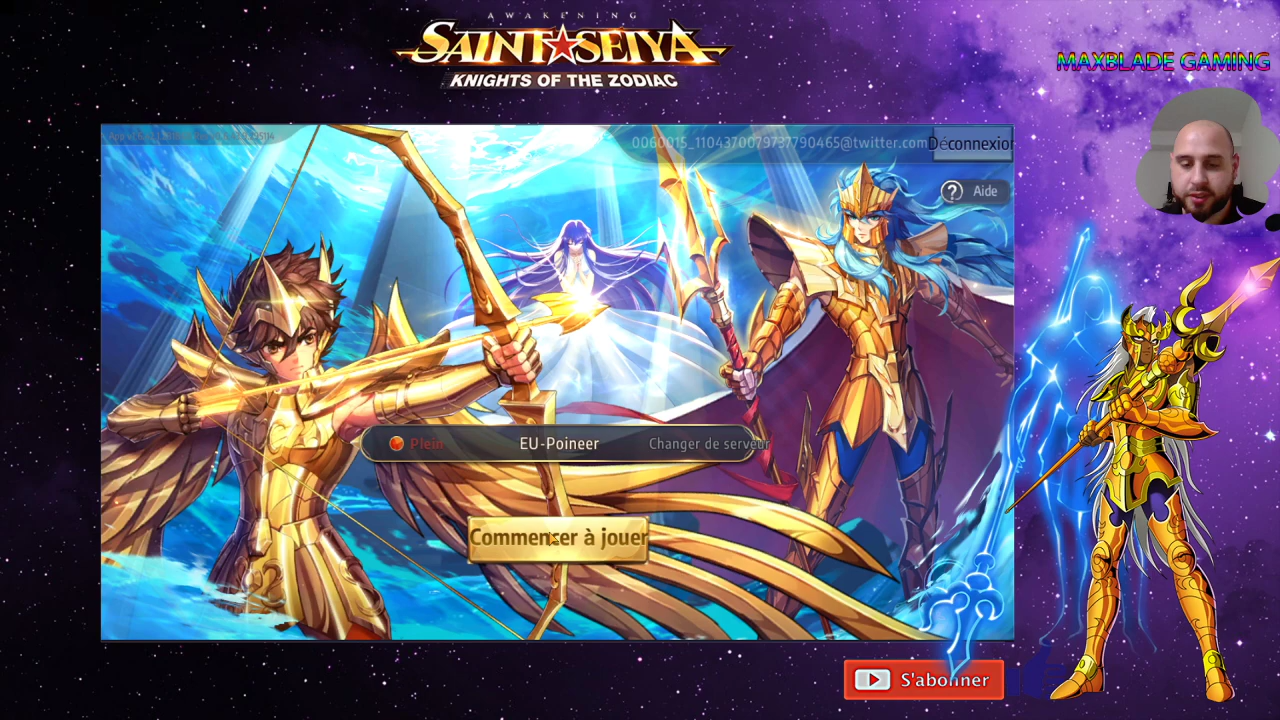 AWAKENING
SAINT SEIYA
KNIGHTS OF THE ZODIAC
MAXBLADE GAMING
0060015_1104370079737790465@twitter.com
Déconnexion
? Aide
Plein EU-Poineer Changer de serveur
Commencer à jouer
S'abonner